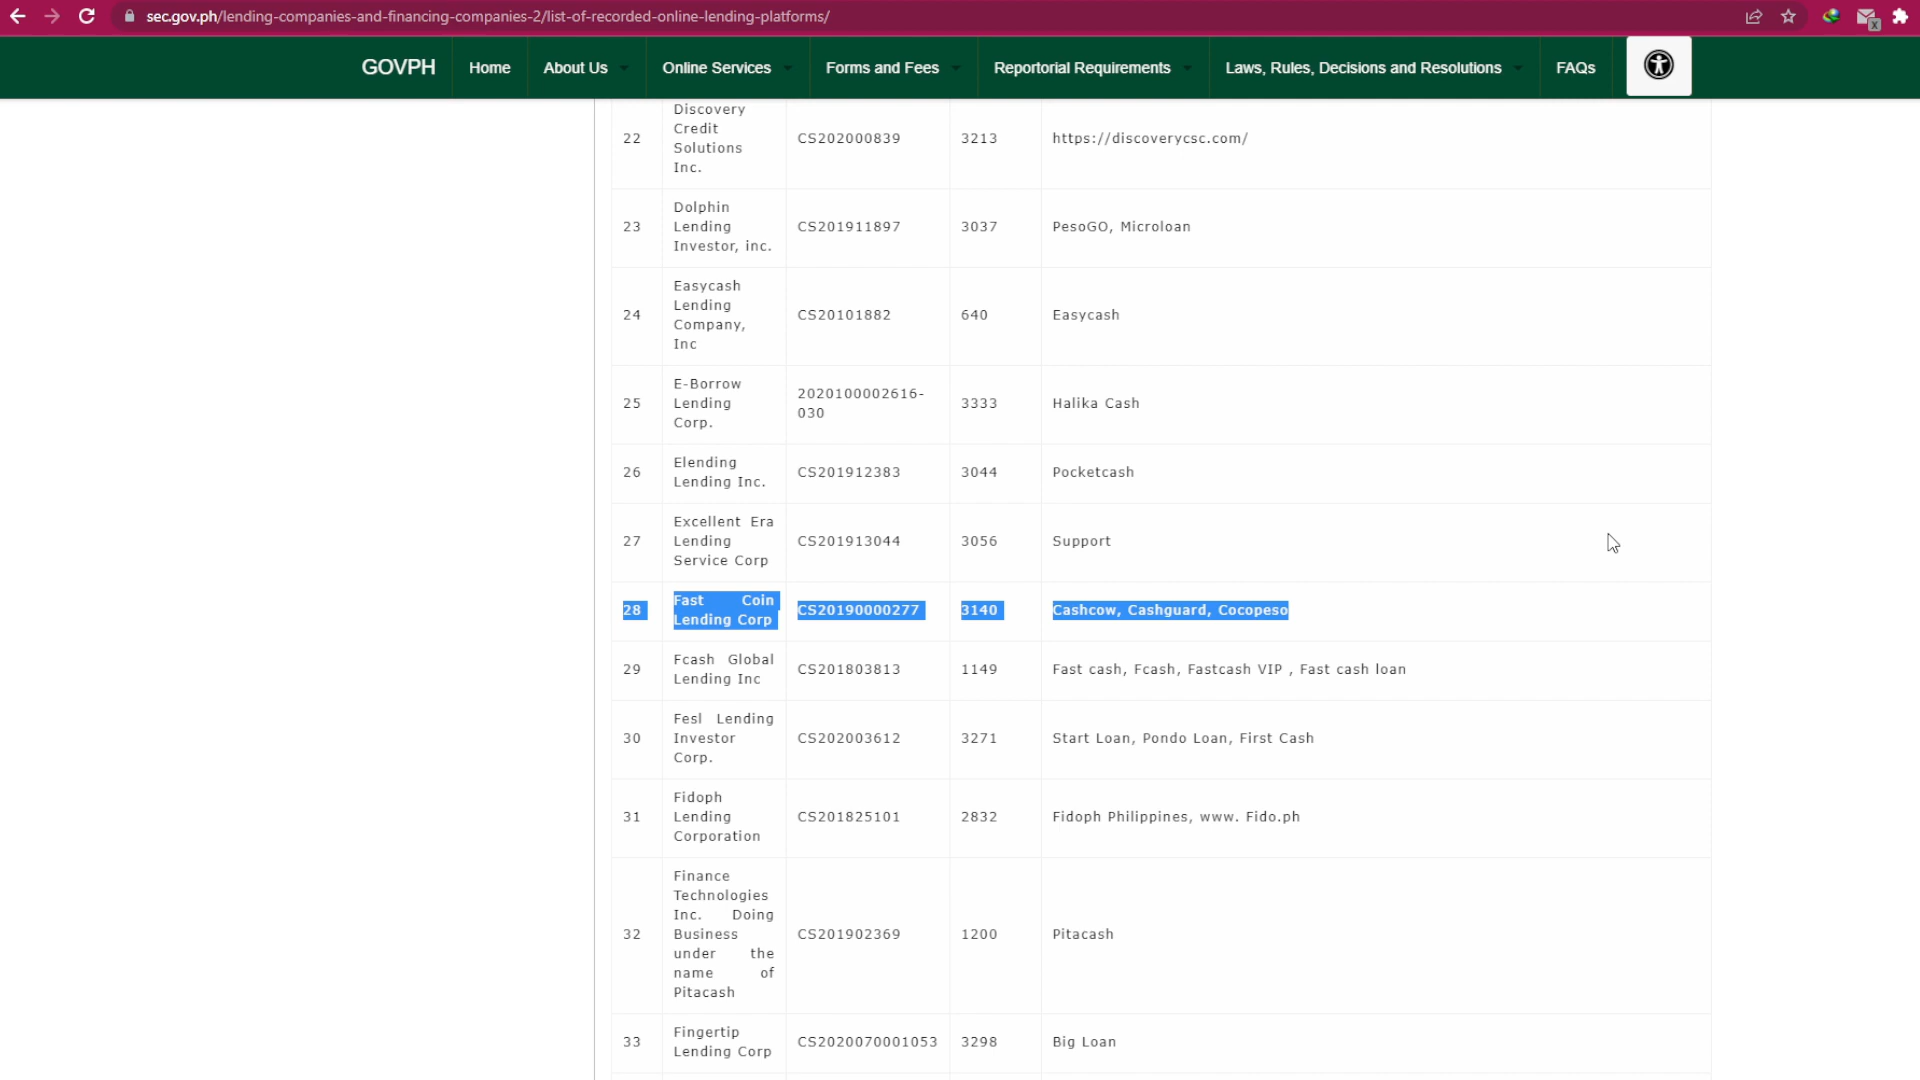 sec.gov.ph/lending-companies-and-financing-companies-2/list-of-recorded-online-lending-platforms/
GOVPH Home About Us Online Services Forms and Fees Reportorial Requirements Laws, Rules, Decisions and Resolutions FAQs
22 Discovery Credit Solutions Inc. CS202000839 3213 https://discoverycsc.com/
23 Dolphin Lending Investor, inc. CS201911897 3037 PesoGO, Microloan
24 Easycash Lending Company, Inc CS20101882 640 Easycash
25 E-Borrow Lending Corp. 2020100002616-030 3333 Halika Cash
26 Elending Lending Inc. CS201912383 3044 Pocketcash
27 Excellent Era Lending Service Corp CS201913044 3056 Support
28 Fast Coin Lending Corp CS20190000277 3140 Cashcow, Cashguard, Cocopeso
29 Fcash Global Lending Inc CS201803813 1149 Fast cash, Fcash, Fastcash VIP , Fast cash loan
30 Fesl Lending Investor Corp. CS202003612 3271 Start Loan, Pondo Loan, First Cash
31 Fidoph Lending Corporation CS201825101 2832 Fidoph Philippines, www. Fido.ph
32 Finance Technologies Inc. Doing Business under the name of Pitacash CS201902369 1200 Pitacash
33 Fingertip Lending Corp CS2020070001053 3298 Big Loan